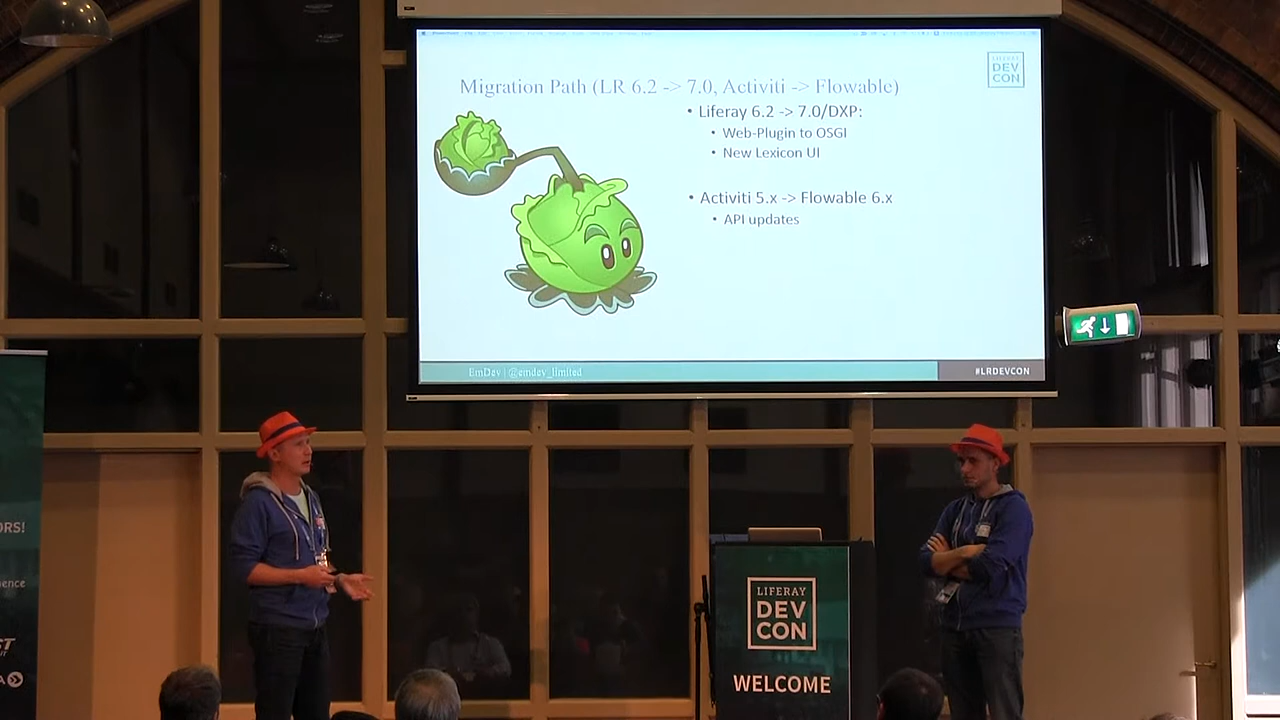 LIFERAY
DEV
CON
Migration Path (LR 6.2 -> 7.0, Activiti -> Flowable)
• Liferay 6.2 -> 7.0/DXP:
• Web-Plugin to OSGI
• New Lexicon UI
• Activiti 5.x -> Flowable 6.x
• API updates
EmDev | @emdev_limited
#LRDEVCON
ORS!
LIFERAY
DEV
CON
WELCOME